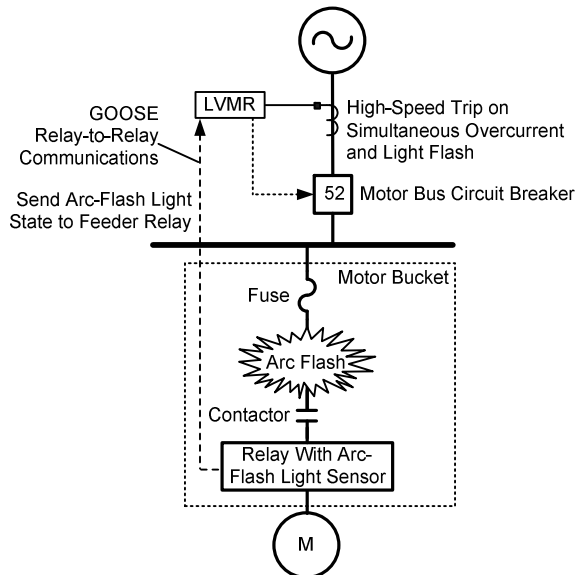 LVMR
GOOSE
Relay-to-Relay
Communications
High-Speed Trip on
Simultaneous Overcurrent
and Light Flash
Send Arc-Flash Light
State to Feeder Relay
52
Motor Bus Circuit Breaker
Motor Bucket
Fuse
Arc Flash
Contactor
Relay With Arc-
Flash Light Sensor
M